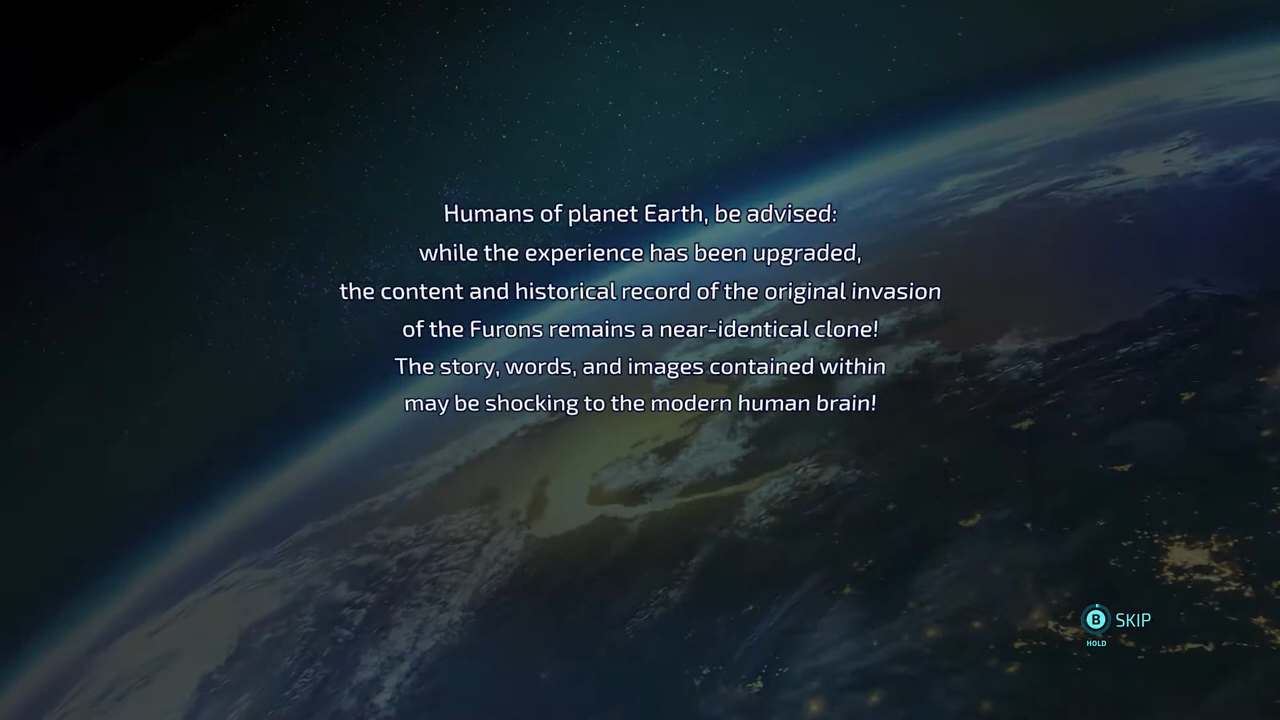 Humans of planet Earth, be advised:
while the experience has been upgraded,
the content and historical record of the original invasion
of the Furons remains a near-identical clone!
The story, words, and images contained within
may be shocking to the modern human brain!
B SKIP
HOLD